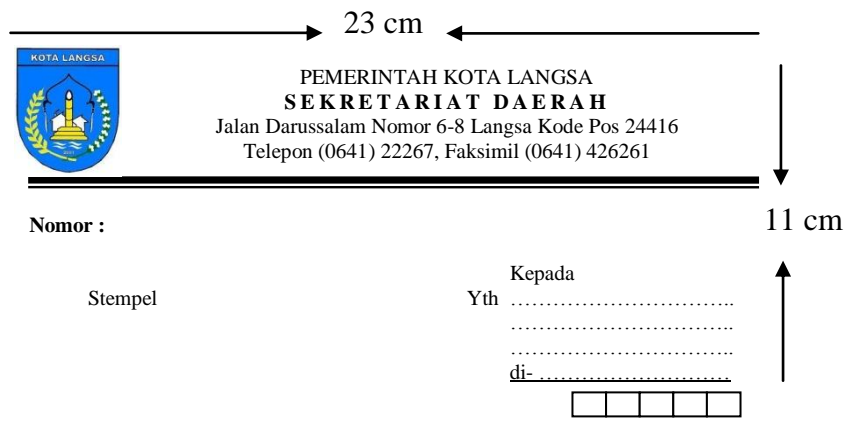 23 cm
KOTA LANGSA
PEMERINTAH KOTA LANGSA
SEKRETARIAT DAERAH
Jalan Darussalam Nomor 6-8 Langsa Kode Pos 24416
Telepon (0641) 22267, Faksimil (0641) 426261
11 cm
Nomor :
Kepada
Stempel
Yth …………………………..
…………………………..
…………………………..
di- ………………………